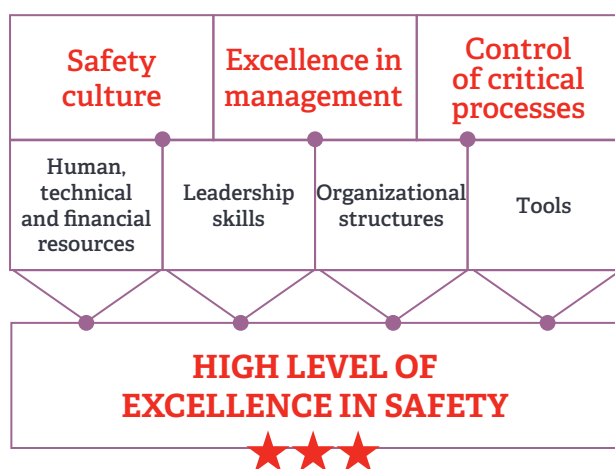 Safety
culture
Excellence in
management
Control
of critical
processes
Human,
technical
and financial
resources
Leadership
skills
Organizational
structures
Tools
HIGH LEVEL OF
EXCELLENCE IN SAFETY